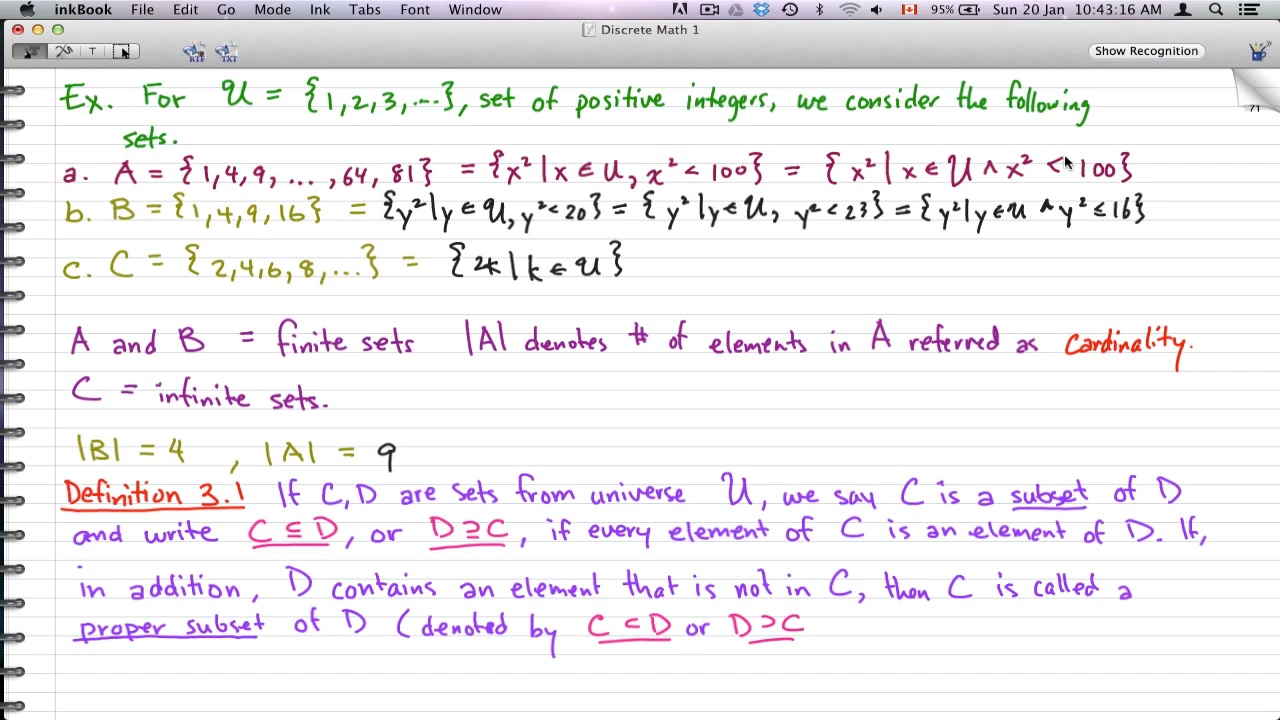 inkBook File Edit Mode Ink Tabs Font Window 95% Sun 20 Jan 10:43:16 AM
Discrete Math 1
T RTF TXT Show Recognition
71
Ex. For U = {1, 2, 3, ...}, set of positive integers, we consider the following
sets.
a. A = {1, 4, 9, ..., 64, 81} = {x² | x ∈ U, x² < 100} = {x² | x ∈ U ∧ x² < 100}
b. B = {1, 4, 9, 16} = {y² | y ∈ U, y² < 20} = {y² | y ∈ U, y² < 23} = {y² | y ∈ U ∧ y² ≤ 16}
c. C = {2, 4, 6, 8, ...} = {2k | k ∈ U}
A and B = finite sets |A| denotes # of elements in A referred as Cardinality.
C = infinite sets.
|B| = 4 , |A| = 9
Definition 3.1 If C, D are sets from universe U, we say C is a subset of D
and write C ⊆ D, or D ⊇ C, if every element of C is an element of D. If,
in addition, D contains an element that is not in C, then C is called a
proper subset of D (denoted by C ⊂ D or D ⊃ C